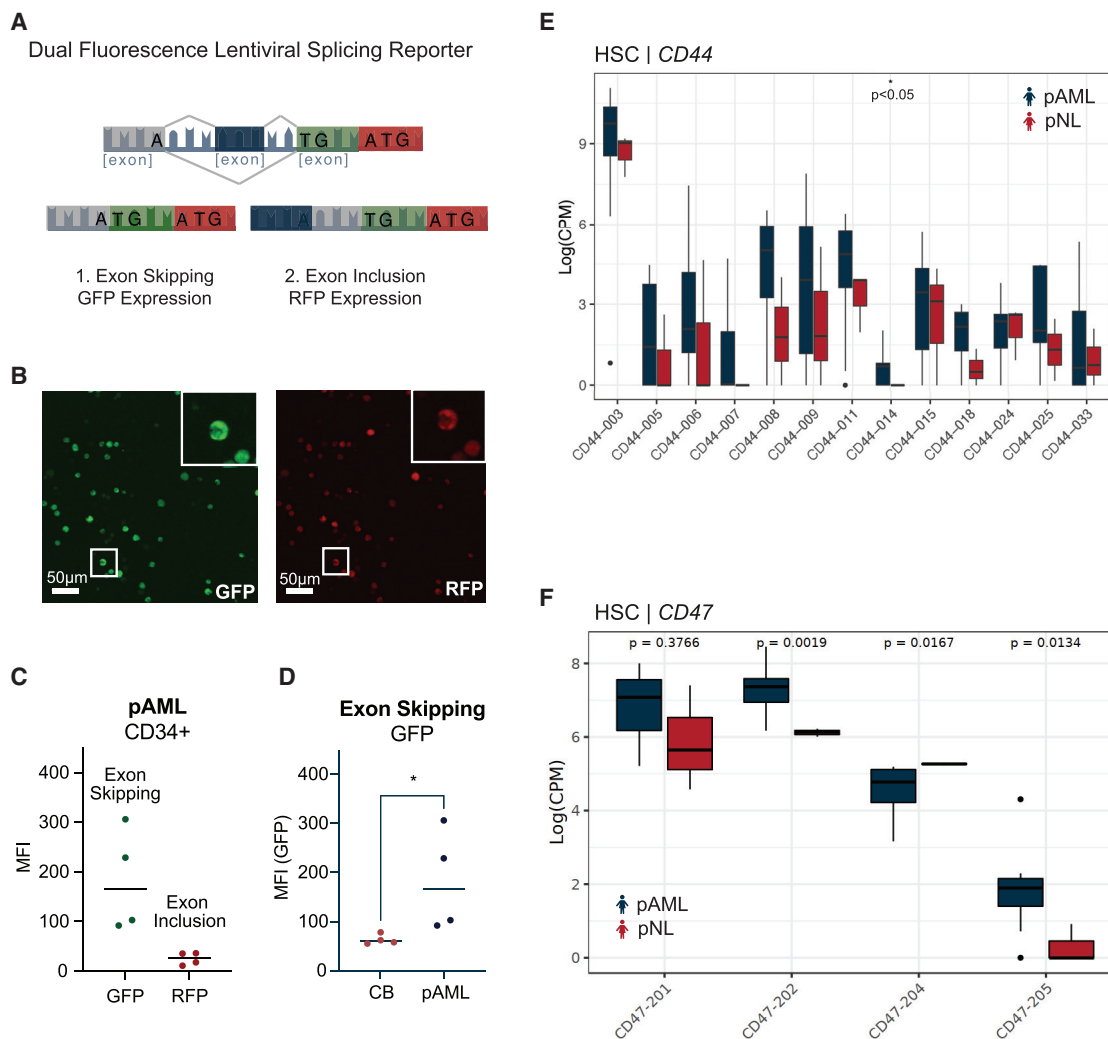 A
Dual Fluorescence Lentiviral Splicing Reporter
A TG ATG
[exon] [exon] [exon]
ATG ATG
A TG ATG
1. Exon Skipping
GFP Expression
2. Exon Inclusion
RFP Expression
B
50µm
GFP
50µm
RFP
C
pAML
CD34+
MFI
400
300
200
100
0
Exon
Skipping
Exon
Inclusion
GFP
RFP
D
Exon Skipping
GFP
MFI (GFP)
400
300
200
100
0
*
CB
pAML
E
HSC | CD44
*
p<0.05
pAML
pNL
Log(CPM)
9
6
3
0
CD44-003
CD44-005
CD44-006
CD44-007
CD44-008
CD44-009
CD44-011
CD44-014
CD44-015
CD44-018
CD44-024
CD44-025
CD44-033
F
HSC | CD47
p = 0.3766
p = 0.0019
p = 0.0167
p = 0.0134
Log(CPM)
8
6
4
2
0
pAML
pNL
CD47-201
CD47-202
CD47-204
CD47-205